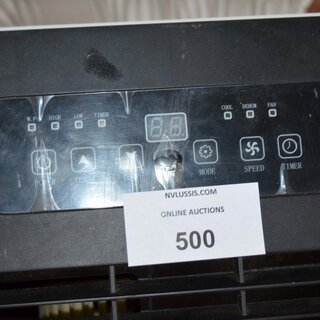 W.F HIGH LOW TIMER
COOL DEHUM FAN
MODE SPEED TIMER
NVLUSSIS.COM
ONLINE AUCTIONS
500